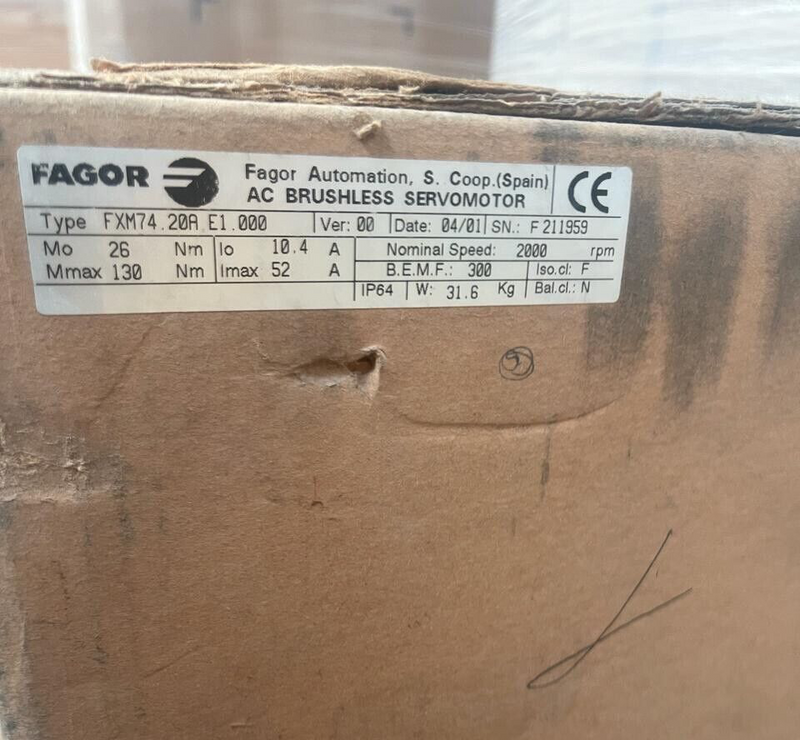 FAGOR
Fagor Automation, S. Coop.(Spain)
AC BRUSHLESS SERVOMOTOR
CE
Type FXM74.20A E1.000 Ver: 00 Date: 04/01 SN.: F 211959
Mo 26 Nm Io 10.4 A Nominal Speed: 2000 rpm
Mmax 130 Nm Imax 52 A B.E.M.F.: 300 Iso.cl: F
IP64 W: 31.6 Kg Bal.cl.: N